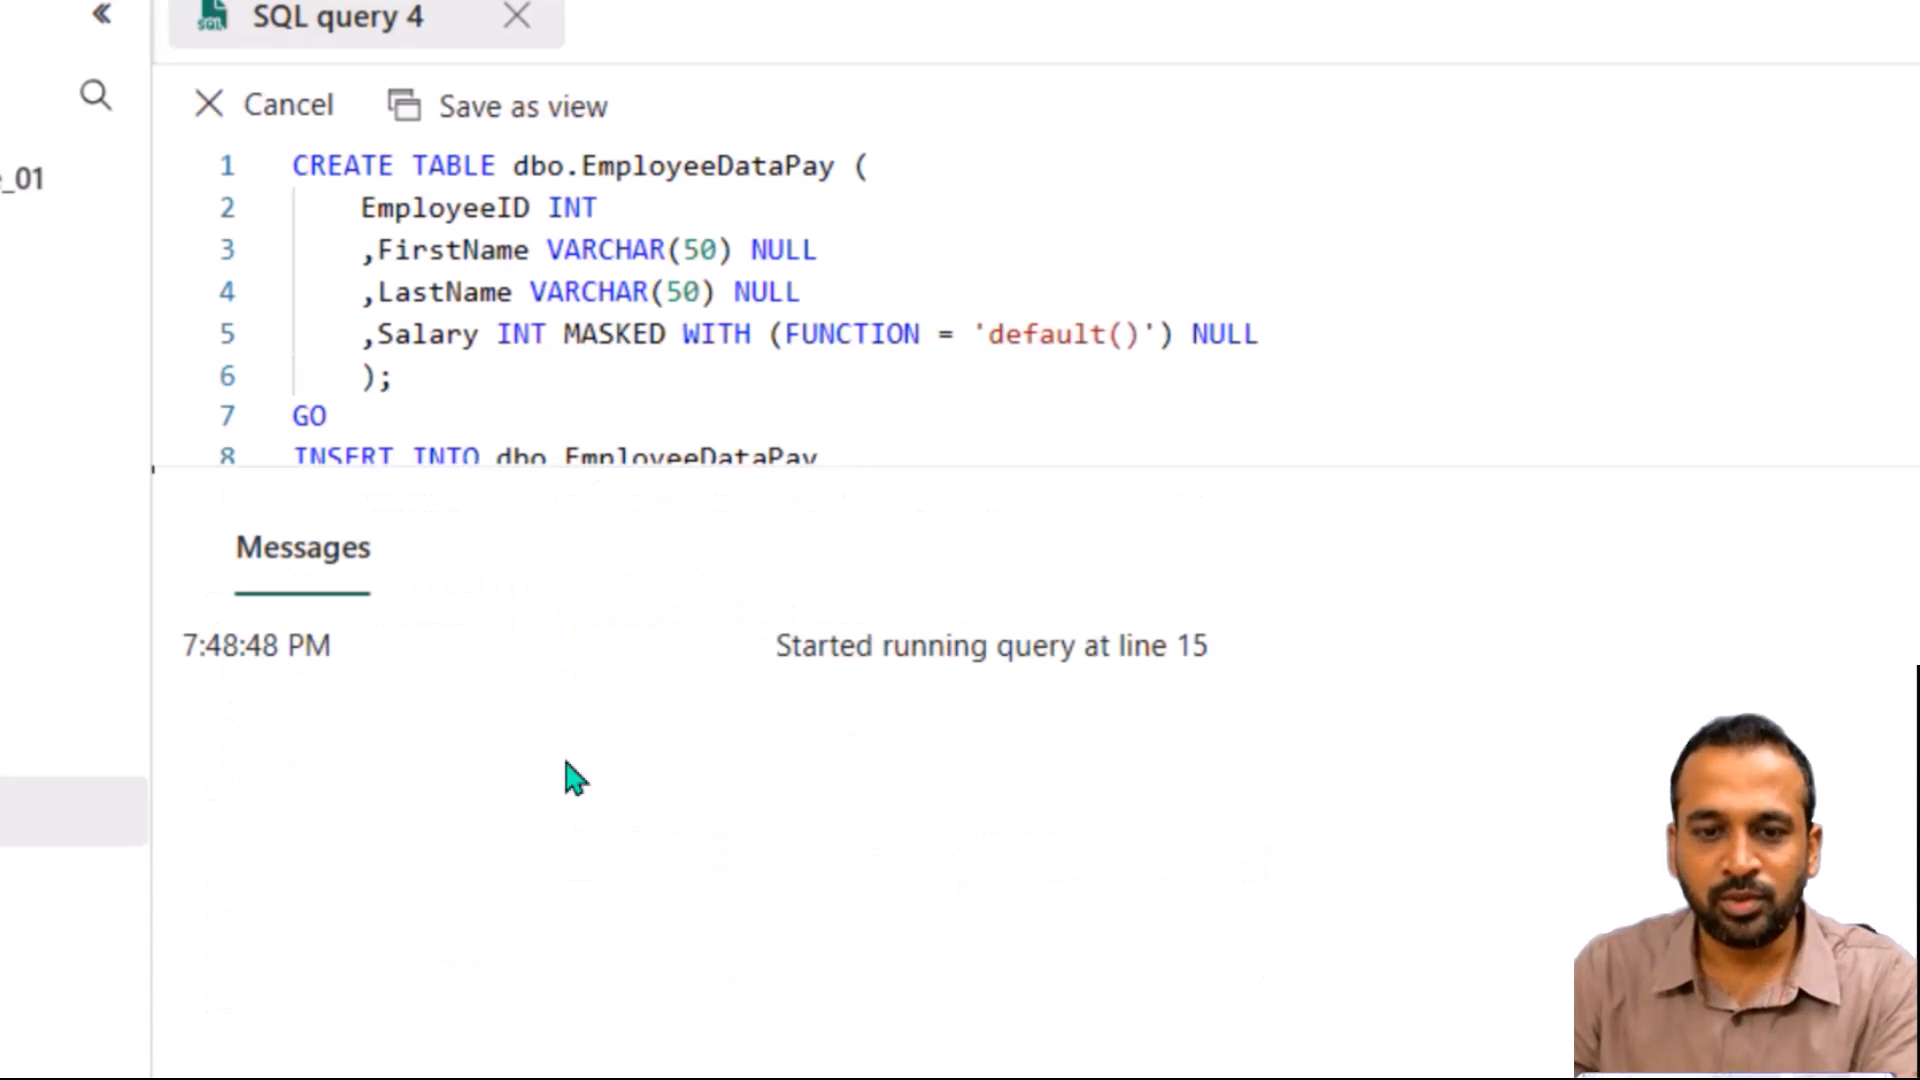 SQL query 4
Cancel
Save as view
_01
1 CREATE TABLE dbo.EmployeeDataPay (
2 EmployeeID INT
3 ,FirstName VARCHAR(50) NULL
4 ,LastName VARCHAR(50) NULL
5 ,Salary INT MASKED WITH (FUNCTION = 'default()') NULL
6 );
7 GO
8 INSERT INTO dbo.EmployeeDataPay
Messages
7:48:48 PM Started running query at line 15